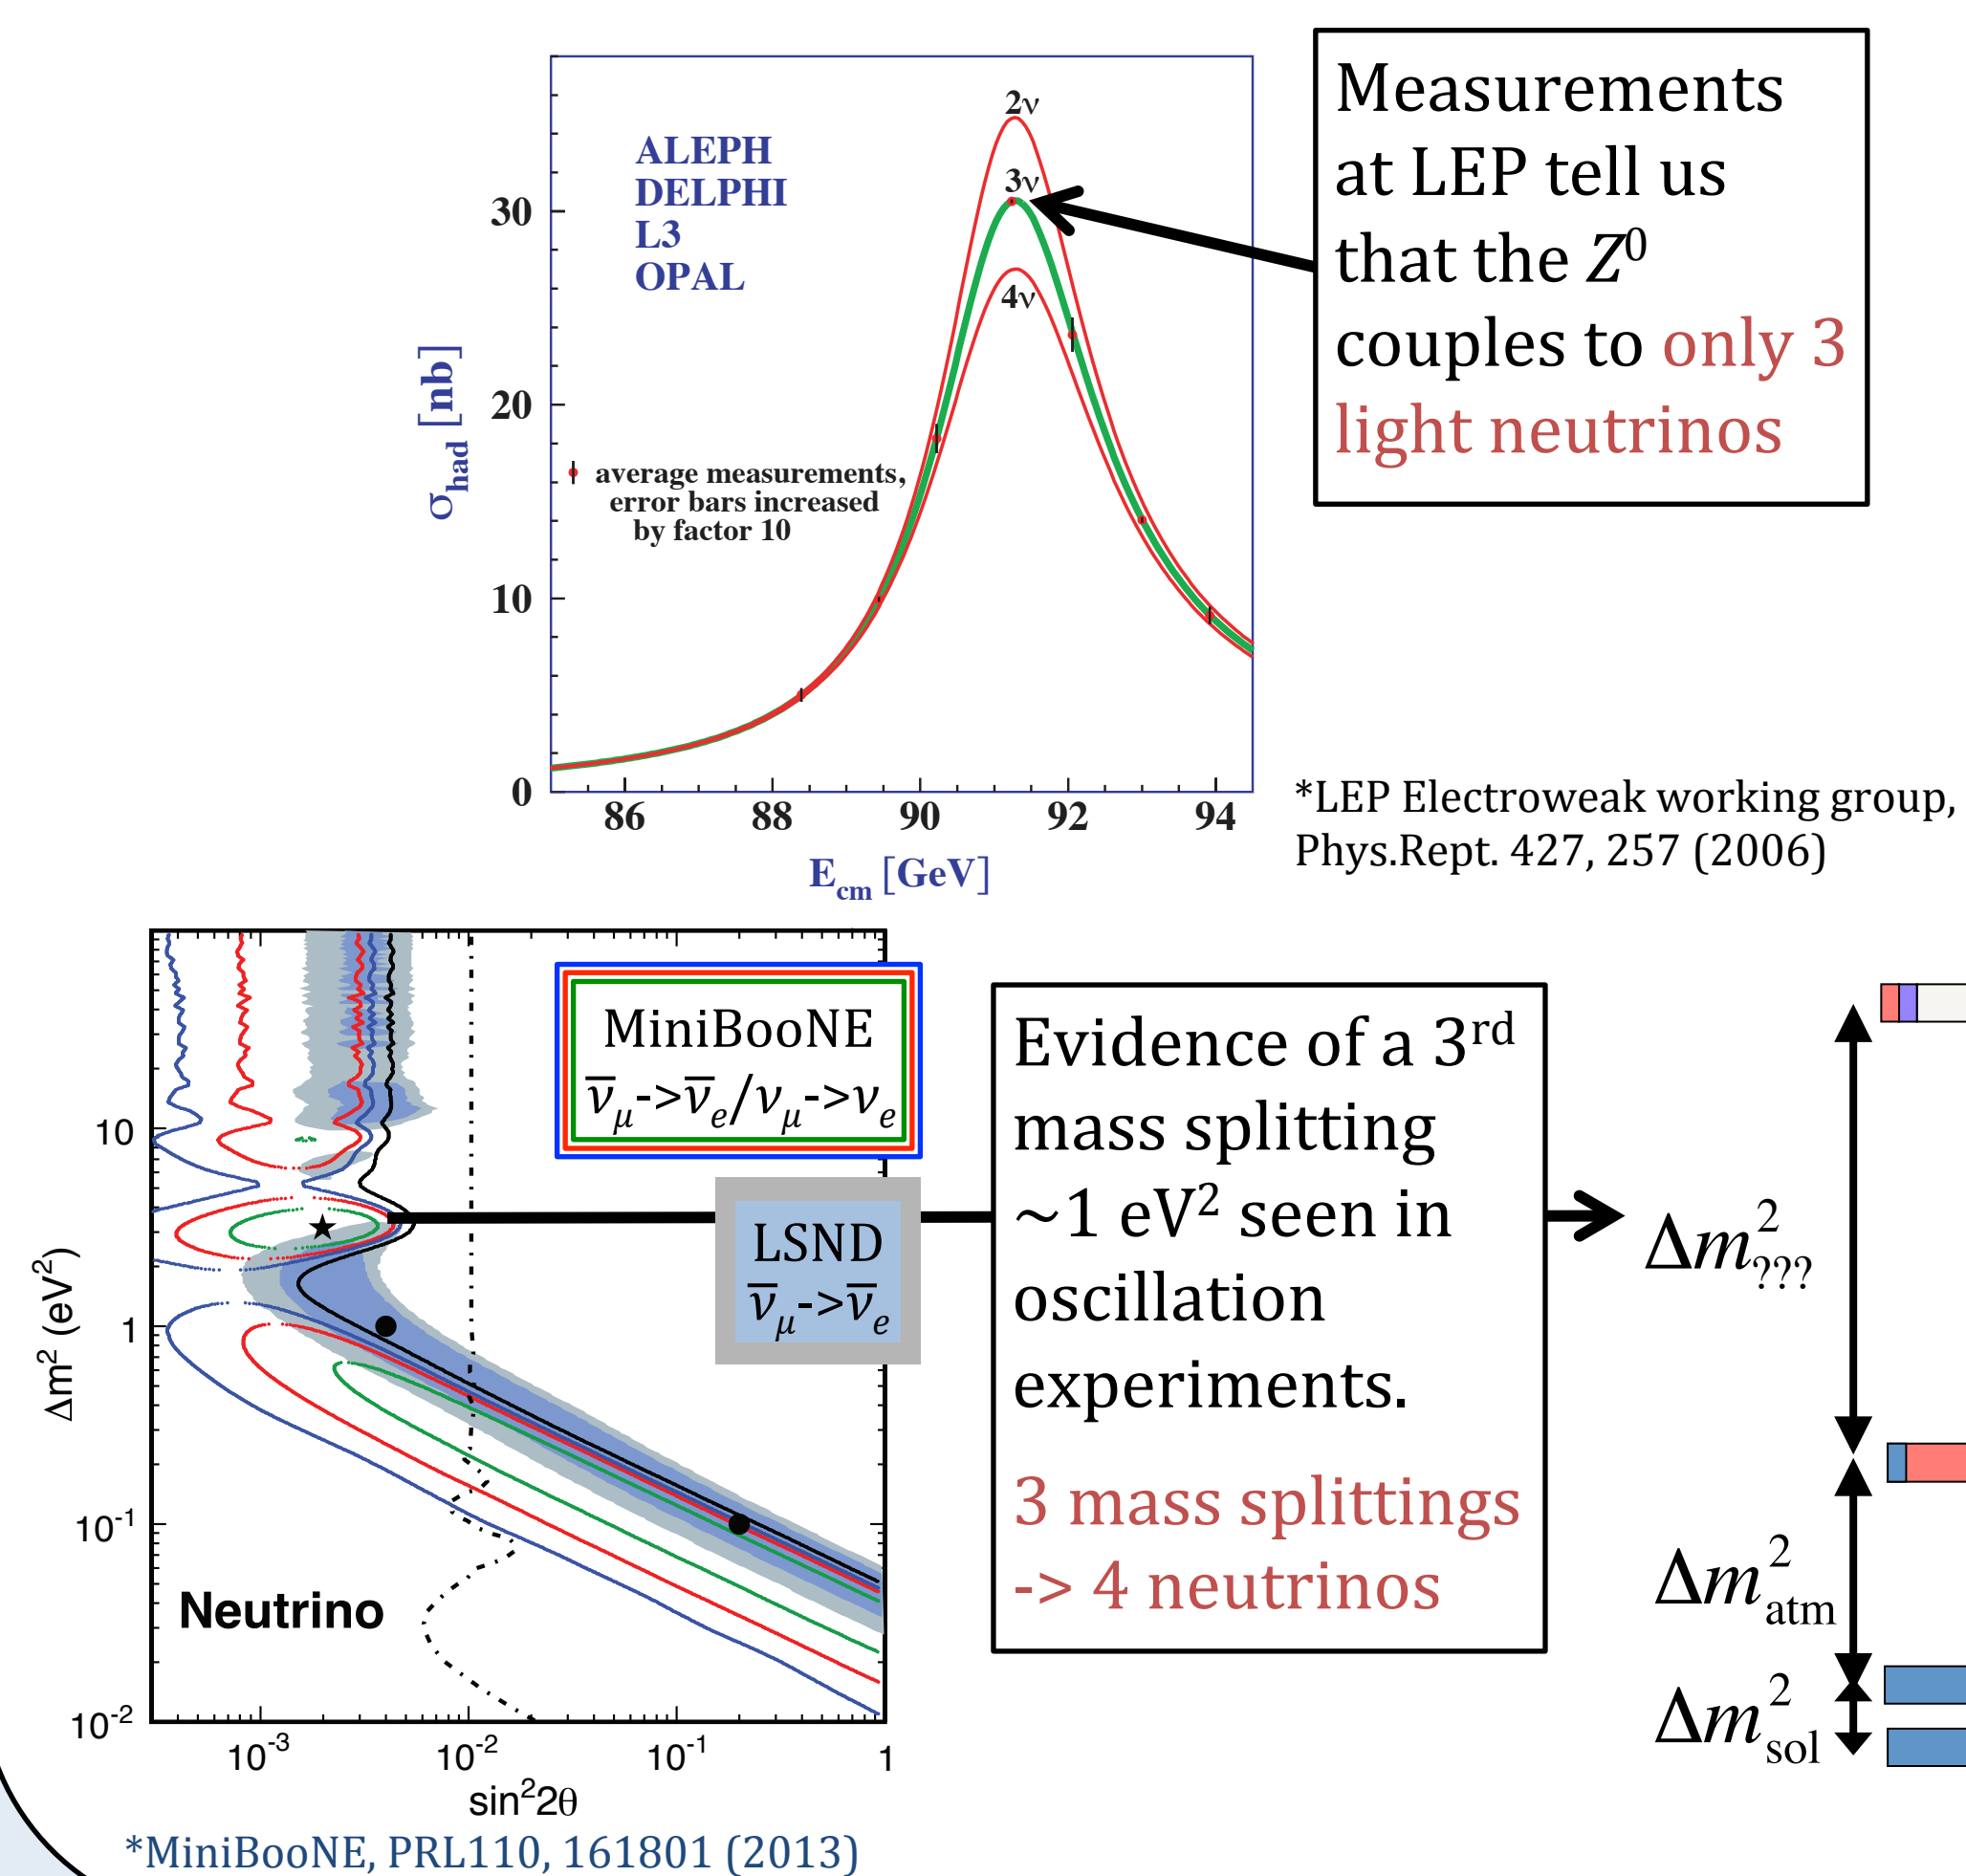 ALEPH
DELPHI
L3
OPAL
2ν
3ν
4ν
average measurements,
error bars increased
by factor 10
σhad [nb]
30
20
10
0
86 88 90 92 94
Ecm [GeV]
Measurements
at LEP tell us
that the Z⁰
couples to only 3
light neutrinos
*LEP Electroweak working group,
Phys.Rept. 427, 257 (2006)
MiniBooNE
ν̅μ->ν̅e/νμ->νe
LSND
ν̅μ->ν̅e
Neutrino
Δm² (eV²)
10
1
10⁻¹
10⁻²
10⁻³ 10⁻² 10⁻¹ 1
sin²2θ
*MiniBooNE, PRL110, 161801 (2013)
Evidence of a 3rd
mass splitting
~1 eV² seen in
oscillation
experiments.
3 mass splittings
-> 4 neutrinos
Δm²???
Δm²atm
Δm²sol